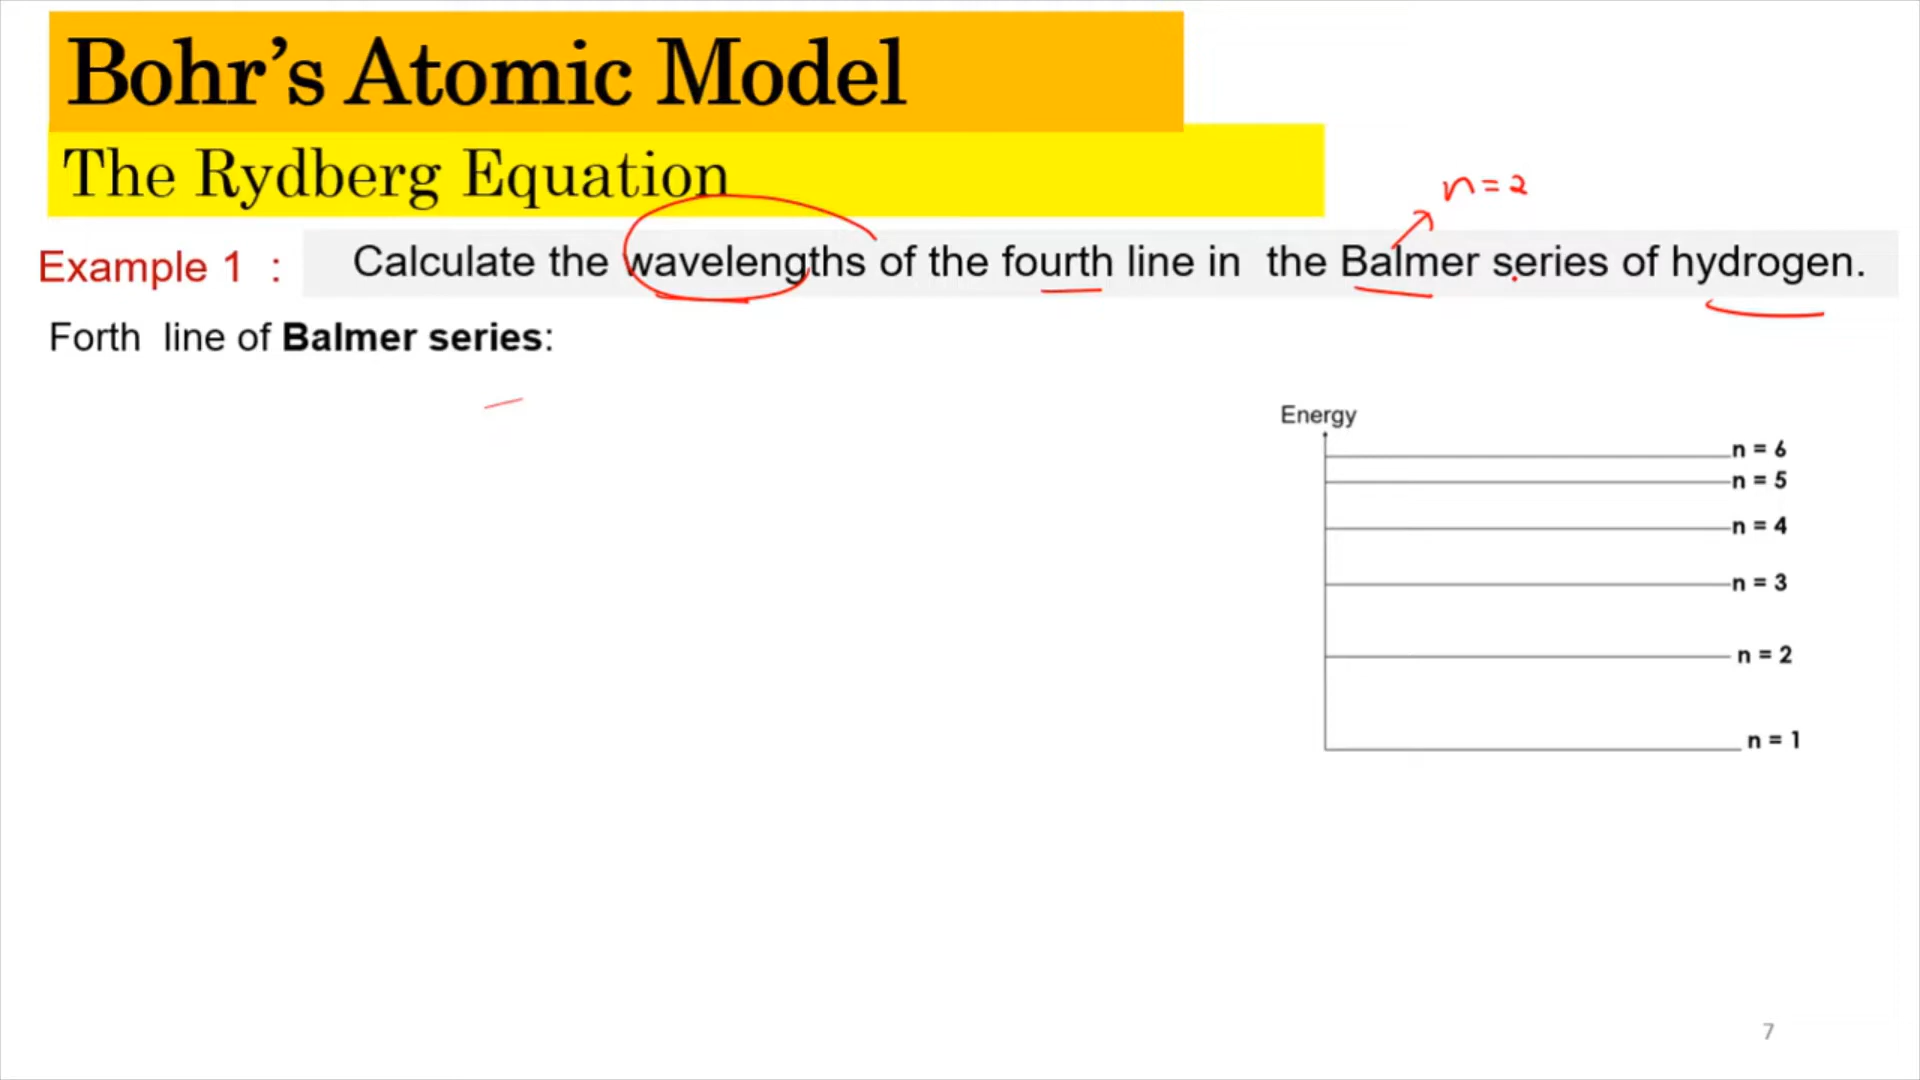 Bohr’s Atomic Model
The Rydberg Equation
n = 2
Example 1 : Calculate the wavelengths of the fourth line in the Balmer series of hydrogen.
Forth line of Balmer series:
Energy
n = 6
n = 5
n = 4
n = 3
n = 2
n = 1
7